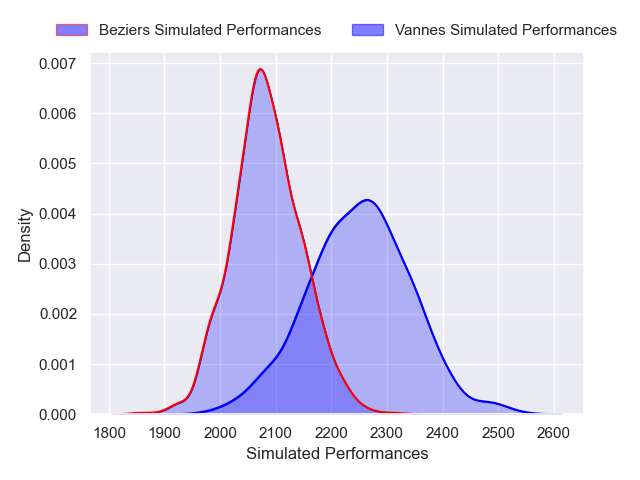 Beziers Simulated Performances
Vannes Simulated Performances
0.007
0.006
0.005
0.004
0.003
0.002
0.001
0.000
Density
1800 1900 2000 2100 2200 2300 2400 2500 2600
Simulated Performances